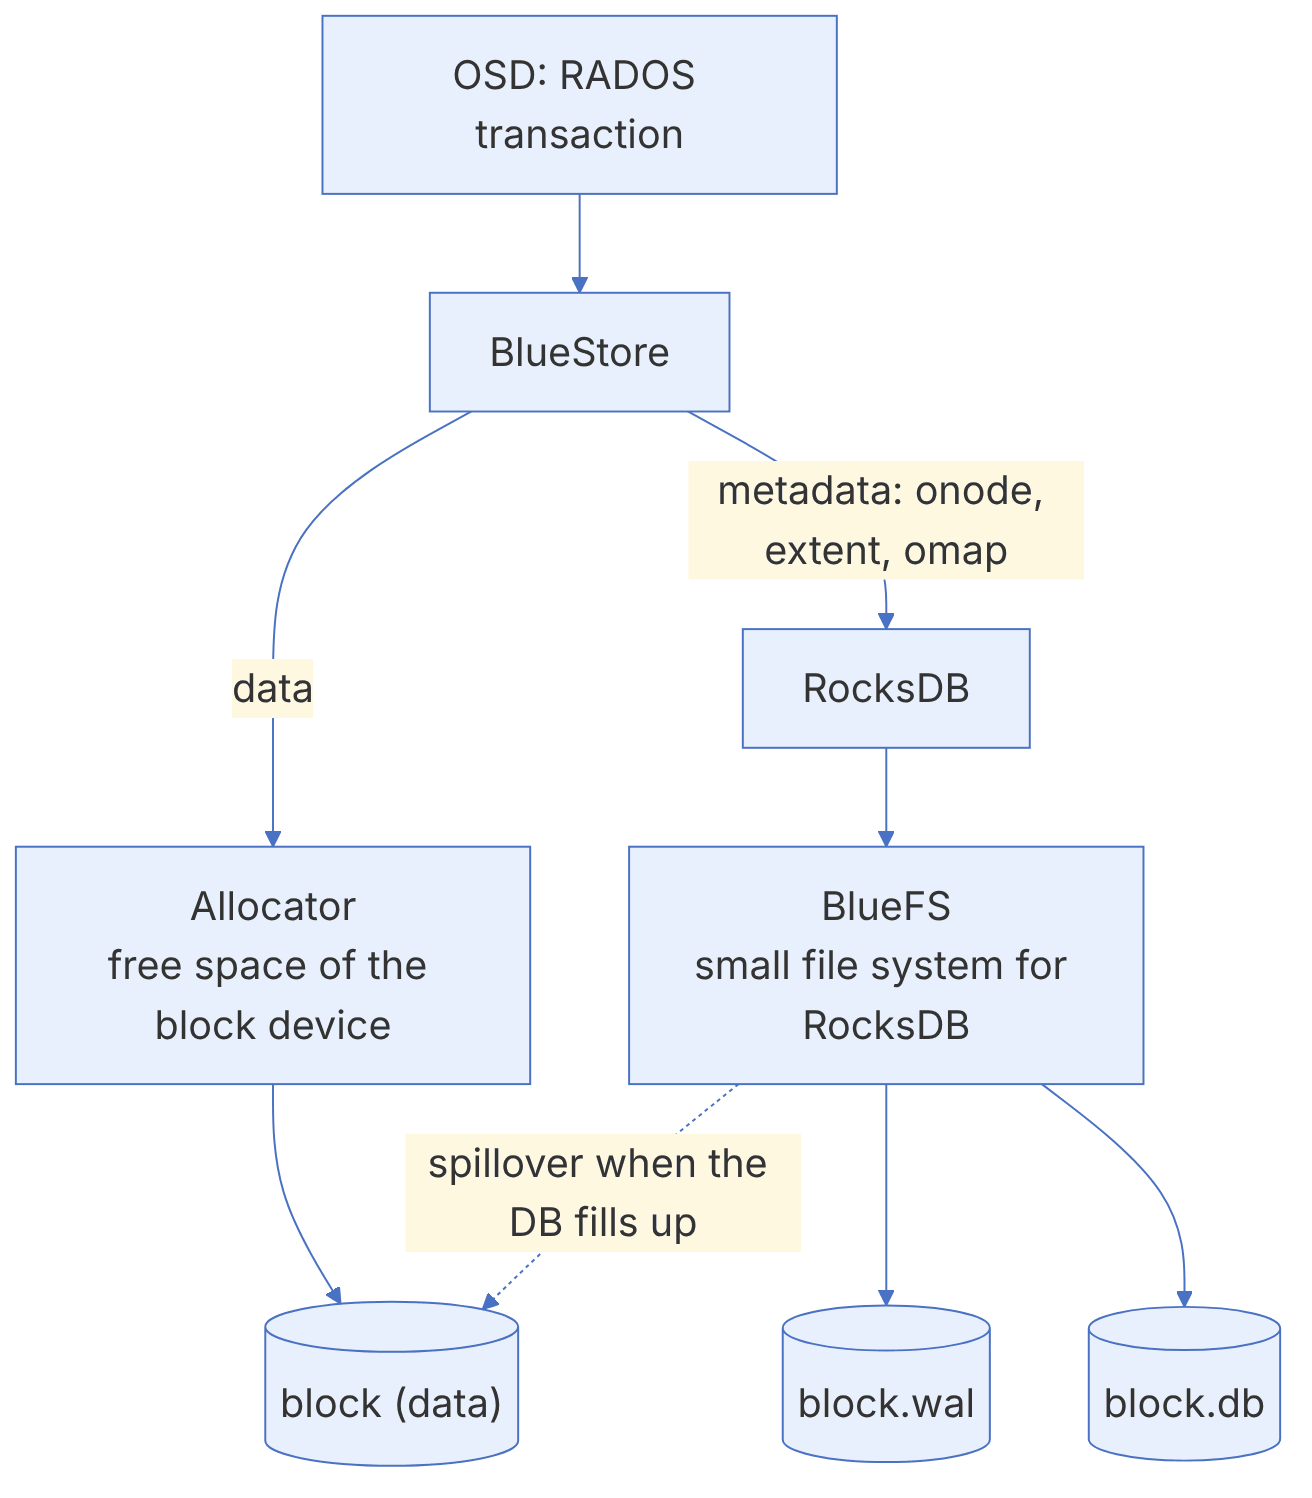 OSD: RADOS
transaction
BlueStore
metadata: onode,
extent, omap
data
RocksDB
Allocator
free space of the
block device
BlueFS
small file system for
RocksDB
spillover when the
DB fills up
block (data)
block.wal
block.db